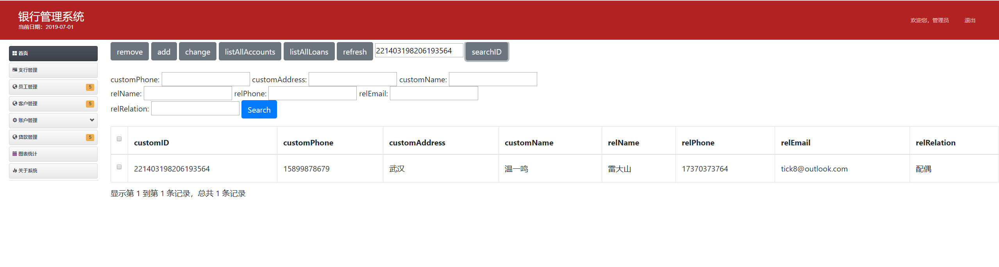 银行管理系统
当前日期：2019-07-01
欢迎您，管理员 退出
首页
支行管理
员工管理 5
客户管理 5
账户管理
贷款管理 5
图表统计
关于系统
remove add change listAllAccounts listAllLoans refresh 221403198206193564 searchID
customPhone: customAddress: customName:
relName: relPhone: relEmail:
relRelation: Search
customID customPhone customAddress customName relName relPhone relEmail relRelation
221403198206193564 15899878679 武汉 温一鸣 雷大山 17370373764 tick8@outlook.com 配偶
显示第 1 到第 1 条记录，总共 1 条记录